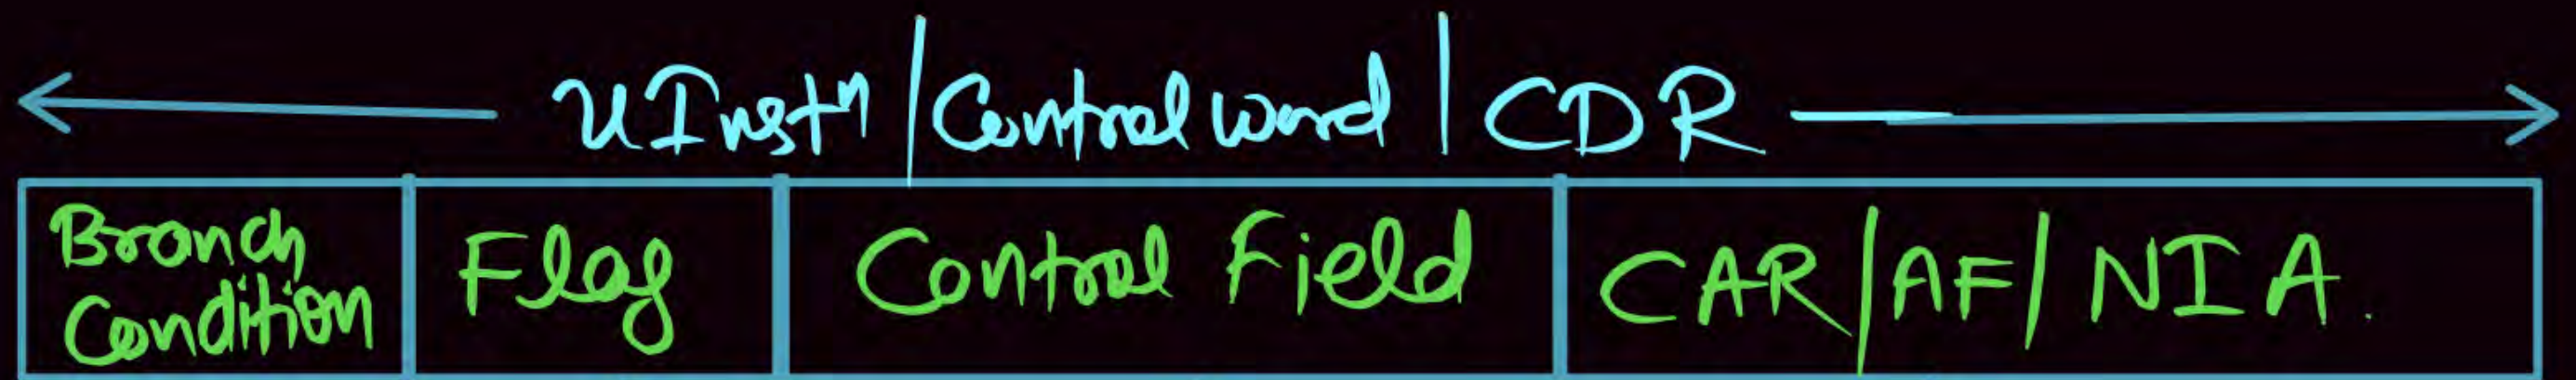 uInstⁿ | Control word | CDR
Branch Condition
Flag
Control Field
CAR/AF/NIA.